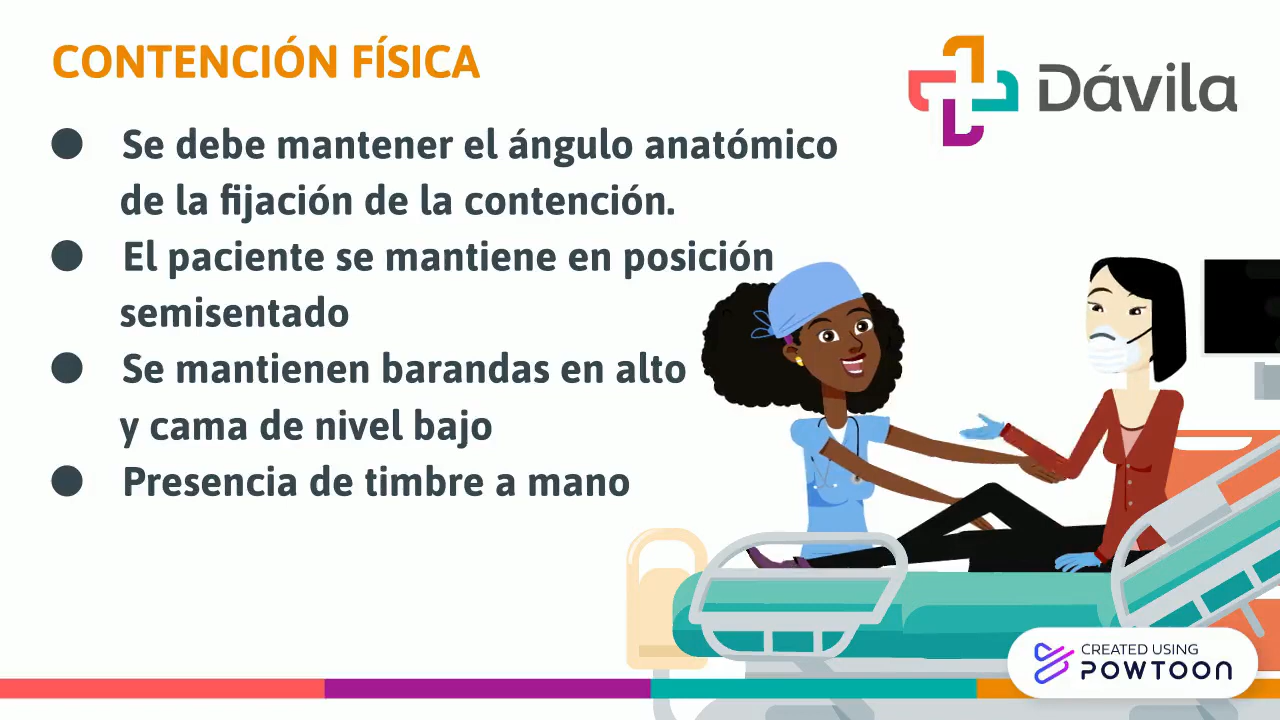 CONTENCIÓN FÍSICA
Dávila
● Se debe mantener el ángulo anatómico
de la fijación de la contención.
● El paciente se mantiene en posición
semisentado
● Se mantienen barandas en alto
y cama de nivel bajo
● Presencia de timbre a mano
CREATED USING
POWTOON